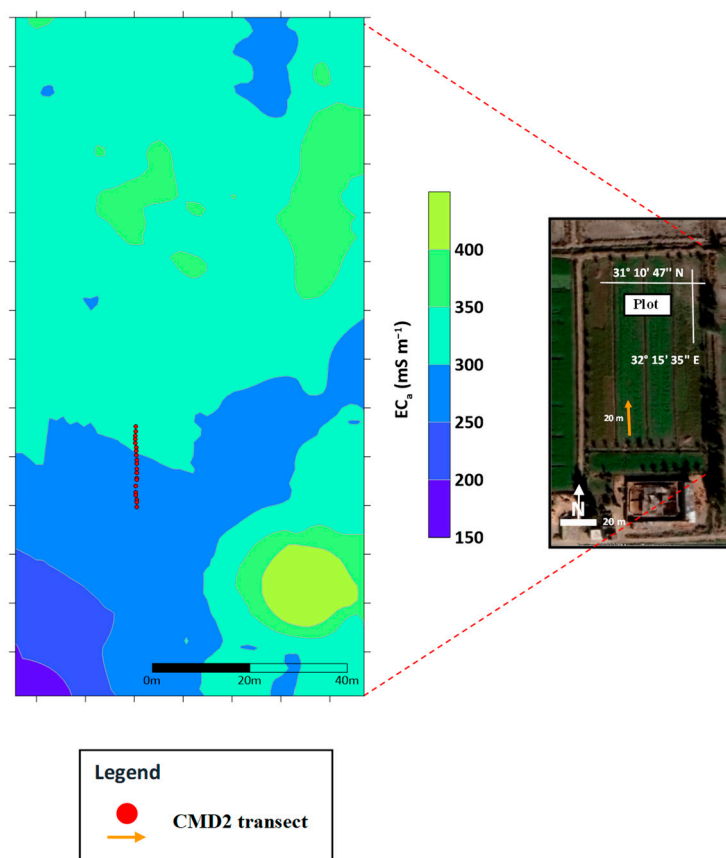 400
350
300
250
200
150
ECa (mS m⁻¹)
31° 10' 47" N
Plot
32° 15' 35" E
20 m
N
20 m
0m
20m
40m
Legend
CMD2 transect